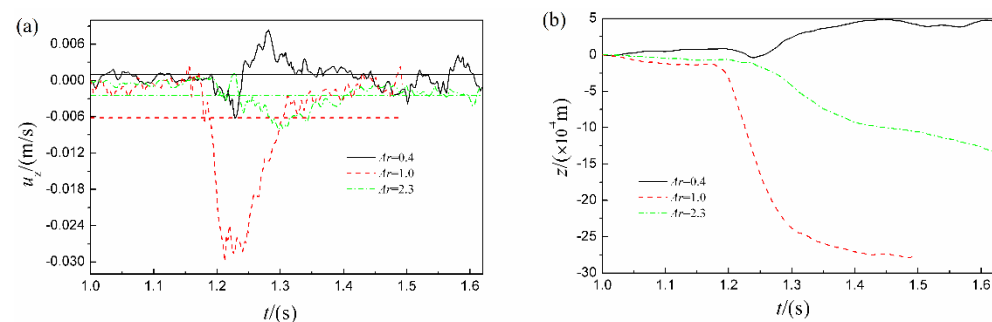 (a)
0.006
0.000
-0.006
-0.012
-0.018
-0.024
-0.030
u_z/(m/s)
Ar=0.4
Ar=1.0
Ar=2.3
1.0 1.1 1.2 1.3 1.4 1.5 1.6
t/(s)
(b)
5
0
-5
-10
-15
-20
-25
-30
z/(×10⁻⁴m)
Ar=0.4
Ar=1.0
Ar=2.3
1.0 1.1 1.2 1.3 1.4 1.5 1.6
t/(s)